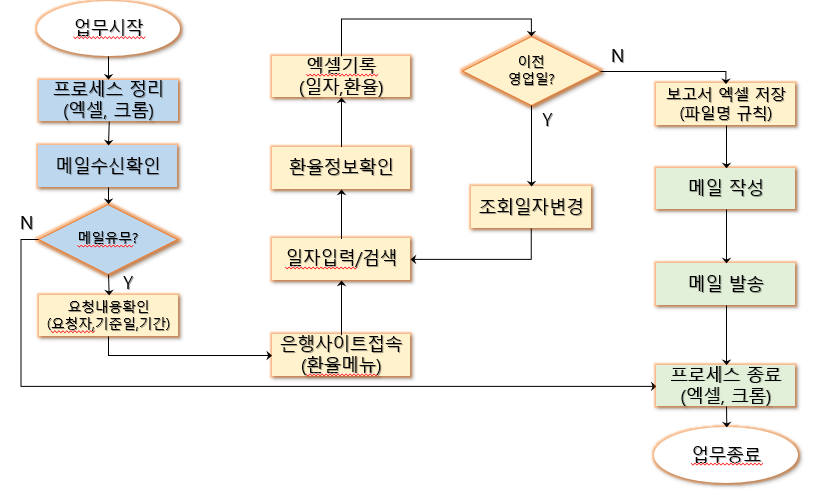 업무시작
프로세스 정리
(엑셀, 크롬)
메일수신확인
메일유무?
N
Y
요청내용확인
(요청자,기준일,기간)
은행사이트접속
(환율메뉴)
일자입력/검색
환율정보확인
엑셀기록
(일자,환율)
이전
영업일?
N
Y
조회일자변경
보고서 엑셀 저장
(파일명 규칙)
메일 작성
메일 발송
프로세스 종료
(엑셀, 크롬)
업무종료